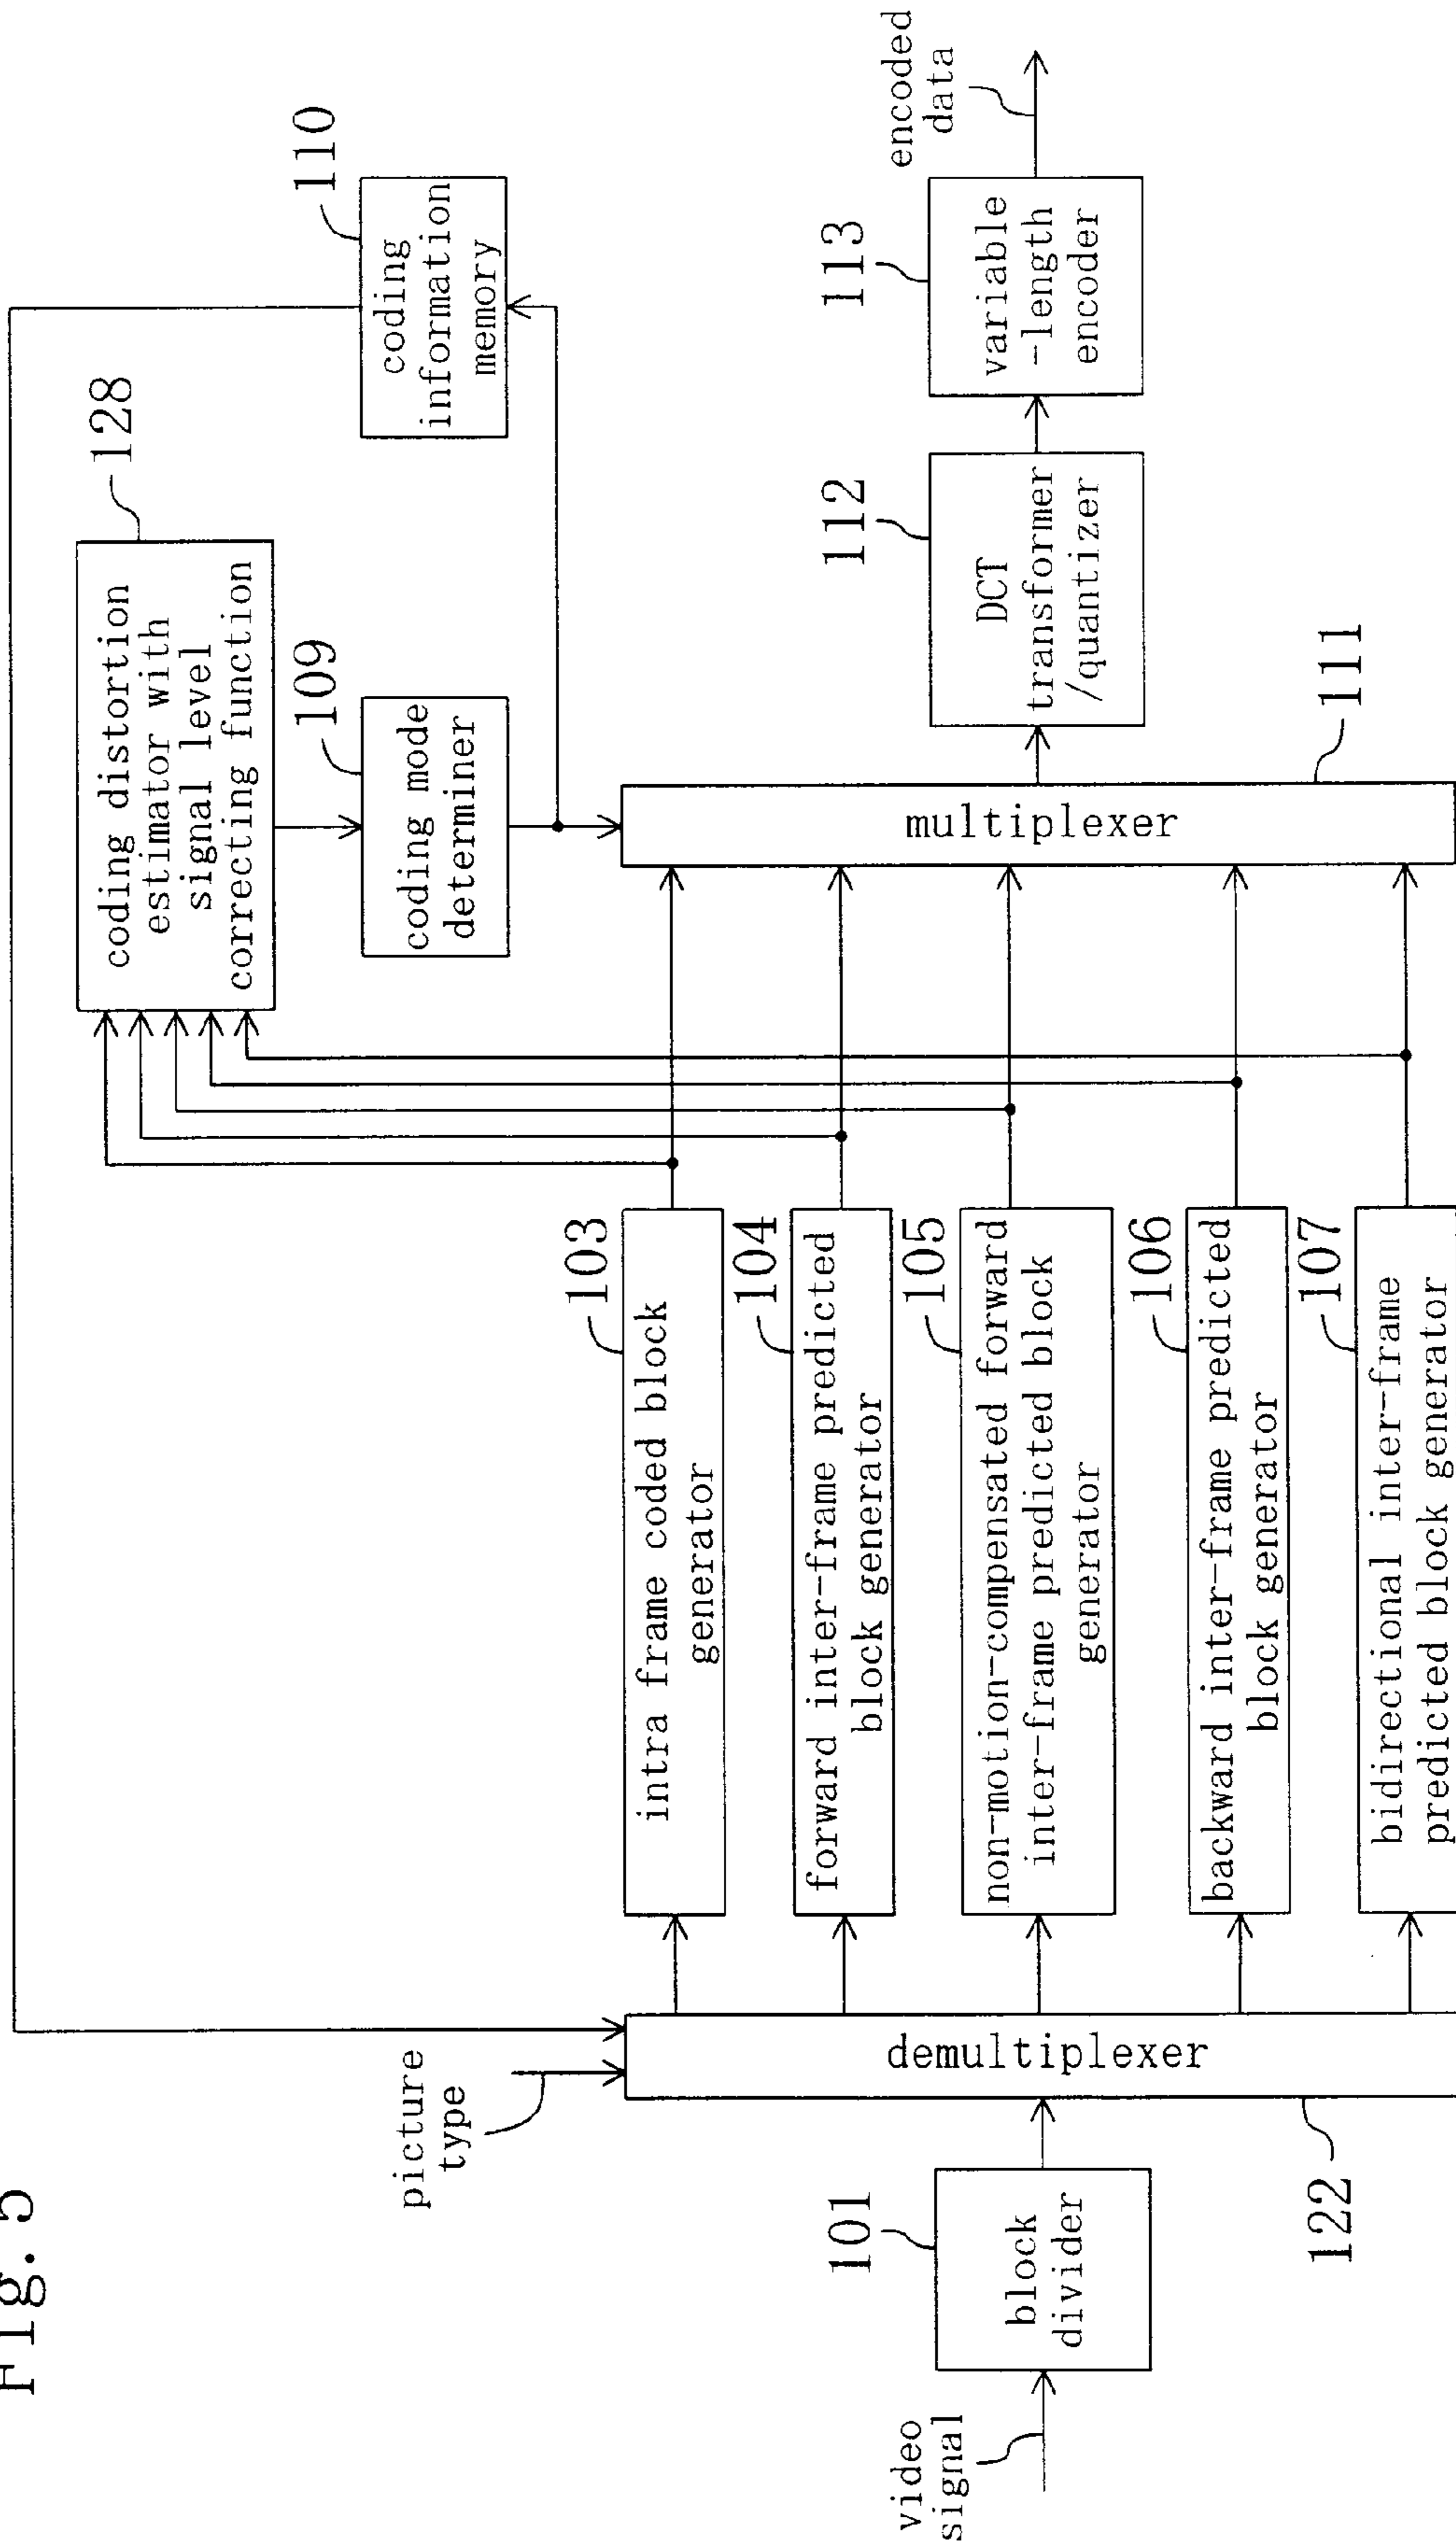 Fig. 5
video
signal
101
block
divider
picture
type
122
demultiplexer
103
intra frame coded block
generator
104
forward inter-frame predicted
block generator
105
non-motion-compensated forward
inter-frame predicted block
generator
106
backward inter-frame predicted
block generator
107
bidirectional inter-frame
predicted block generator
128
coding distortion
estimator with
signal level
correcting function
109
coding mode
determiner
110
coding
information
memory
111
multiplexer
112
DCT
transformer
/quantizer
113
variable
-length
encoder
encoded
data